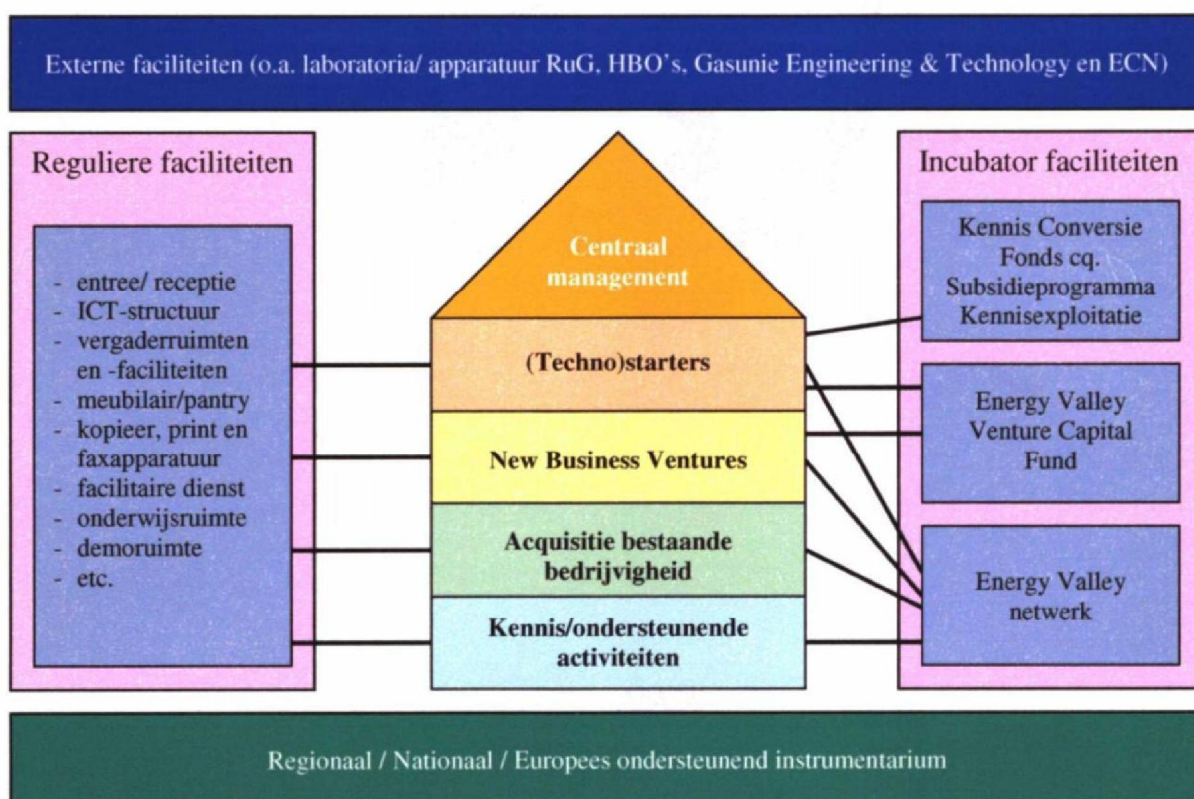 Externe faciliteiten (o.a. laboratoria/ apparatuur RuG, HBO's, Gasunie Engineering & Technology en ECN)
Reguliere faciliteiten
- entree/ receptie
- ICT-structuur
- vergaderruimten
en -faciliteiten
- meubilair/pantry
- kopieer, print en
faxapparatuur
- facilitaire dienst
- onderwijsruimte
- demoruimte
- etc.
Centraal
management
(Techno)starters
New Business Ventures
Acquisitie bestaande
bedrijvigheid
Kennis/ondersteunende
activiteiten
Incubator faciliteiten
Kennis Conversie
Fonds cq.
Subsidieprogramma
Kennisexploitatie
Energy Valley
Venture Capital
Fund
Energy Valley
netwerk
Regionaal / Nationaal / Europees ondersteunend instrumentarium